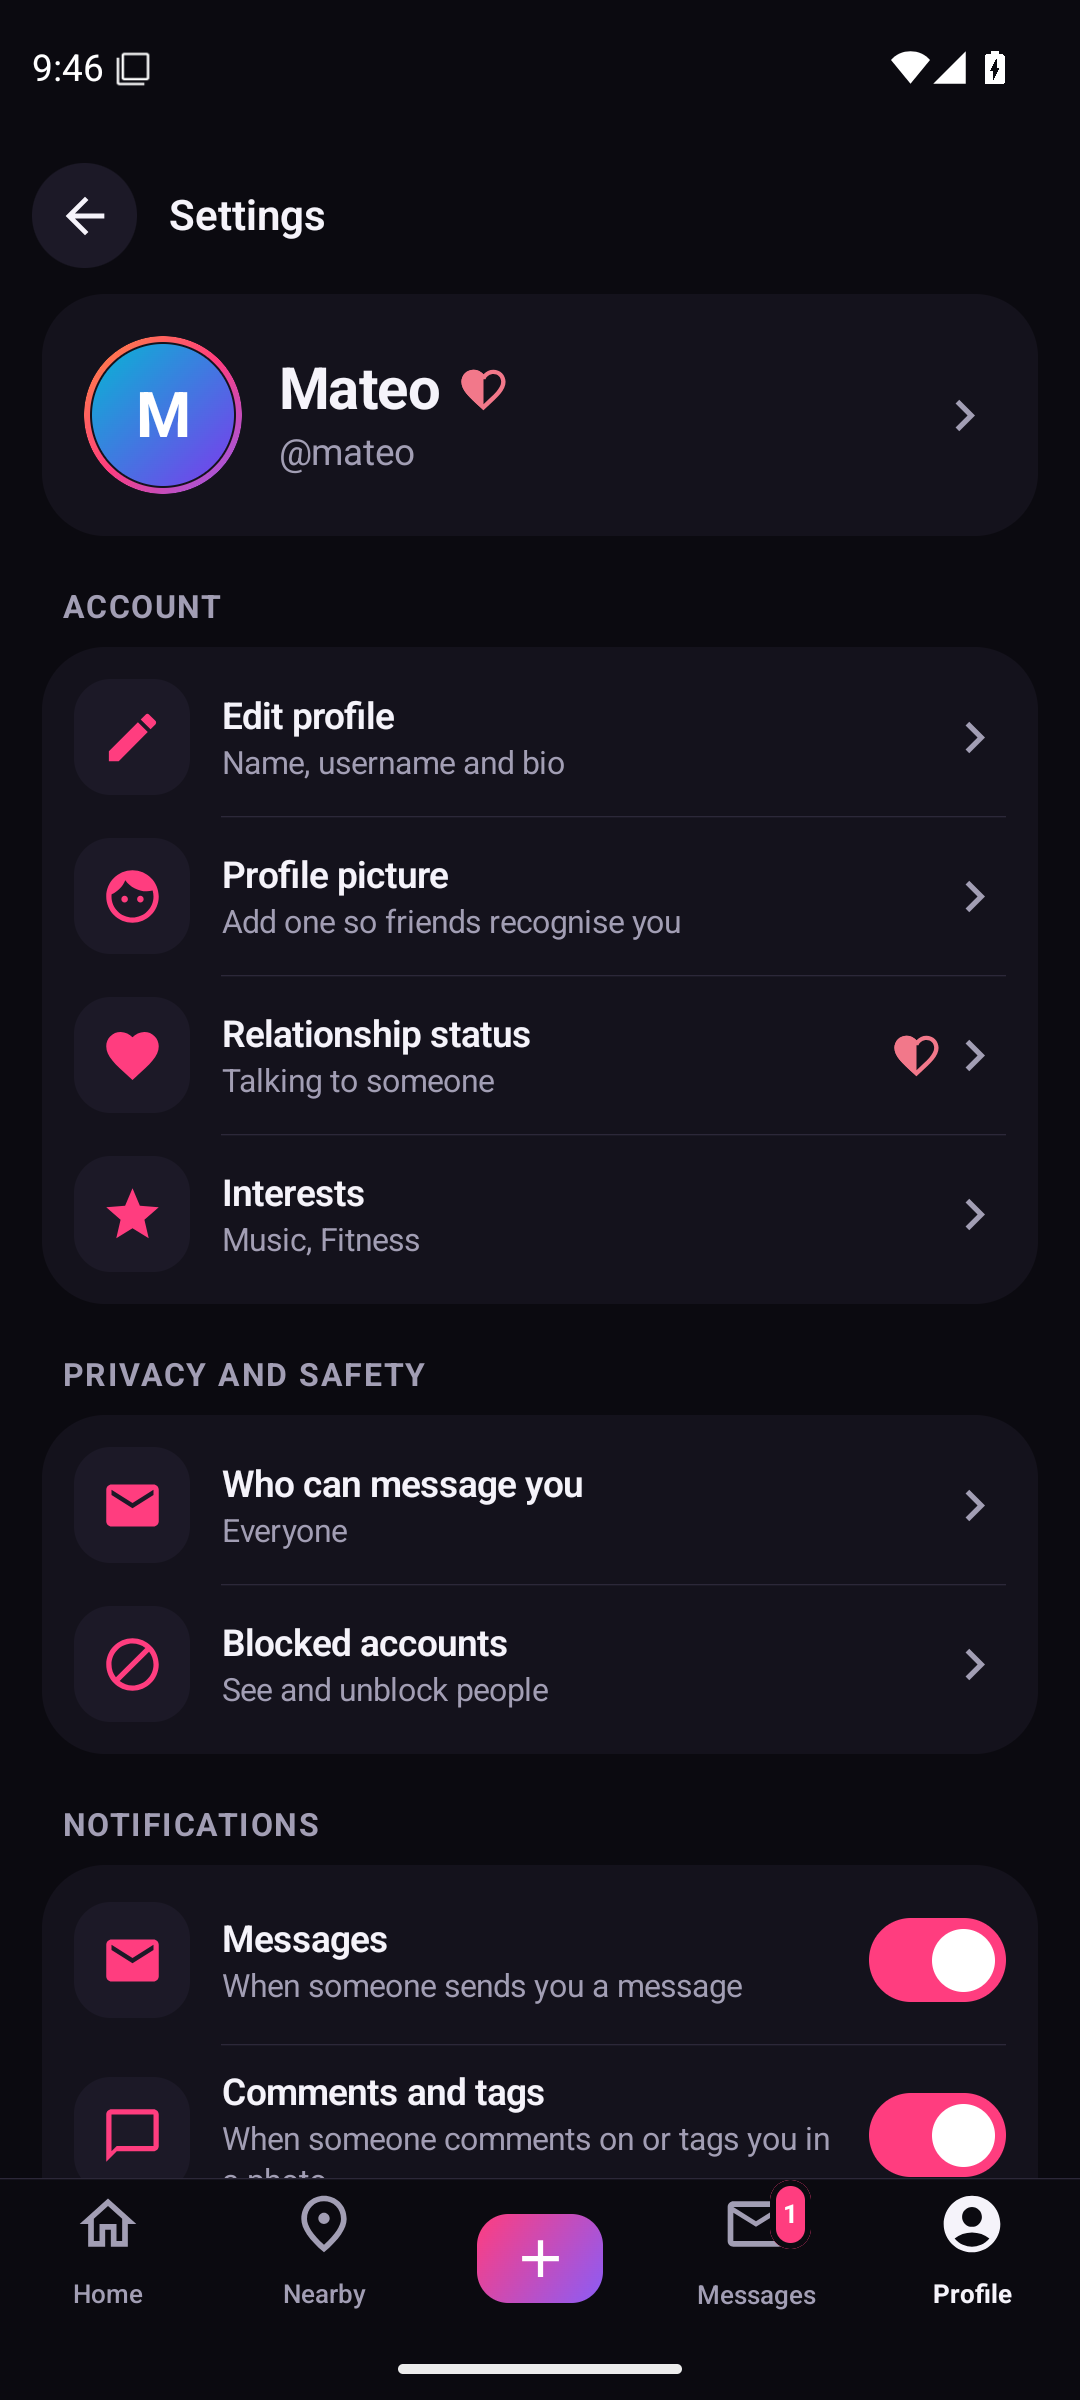 9:46
Settings
M
Mateo
@mateo
ACCOUNT
Edit profile
Name, username and bio
Profile picture
Add one so friends recognise you
Relationship status
Talking to someone
Interests
Music, Fitness
PRIVACY AND SAFETY
Who can message you
Everyone
Blocked accounts
See and unblock people
NOTIFICATIONS
Messages
When someone sends you a message
Comments and tags
When someone comments on or tags you in
a photo
1
Home
Nearby
Messages
Profile